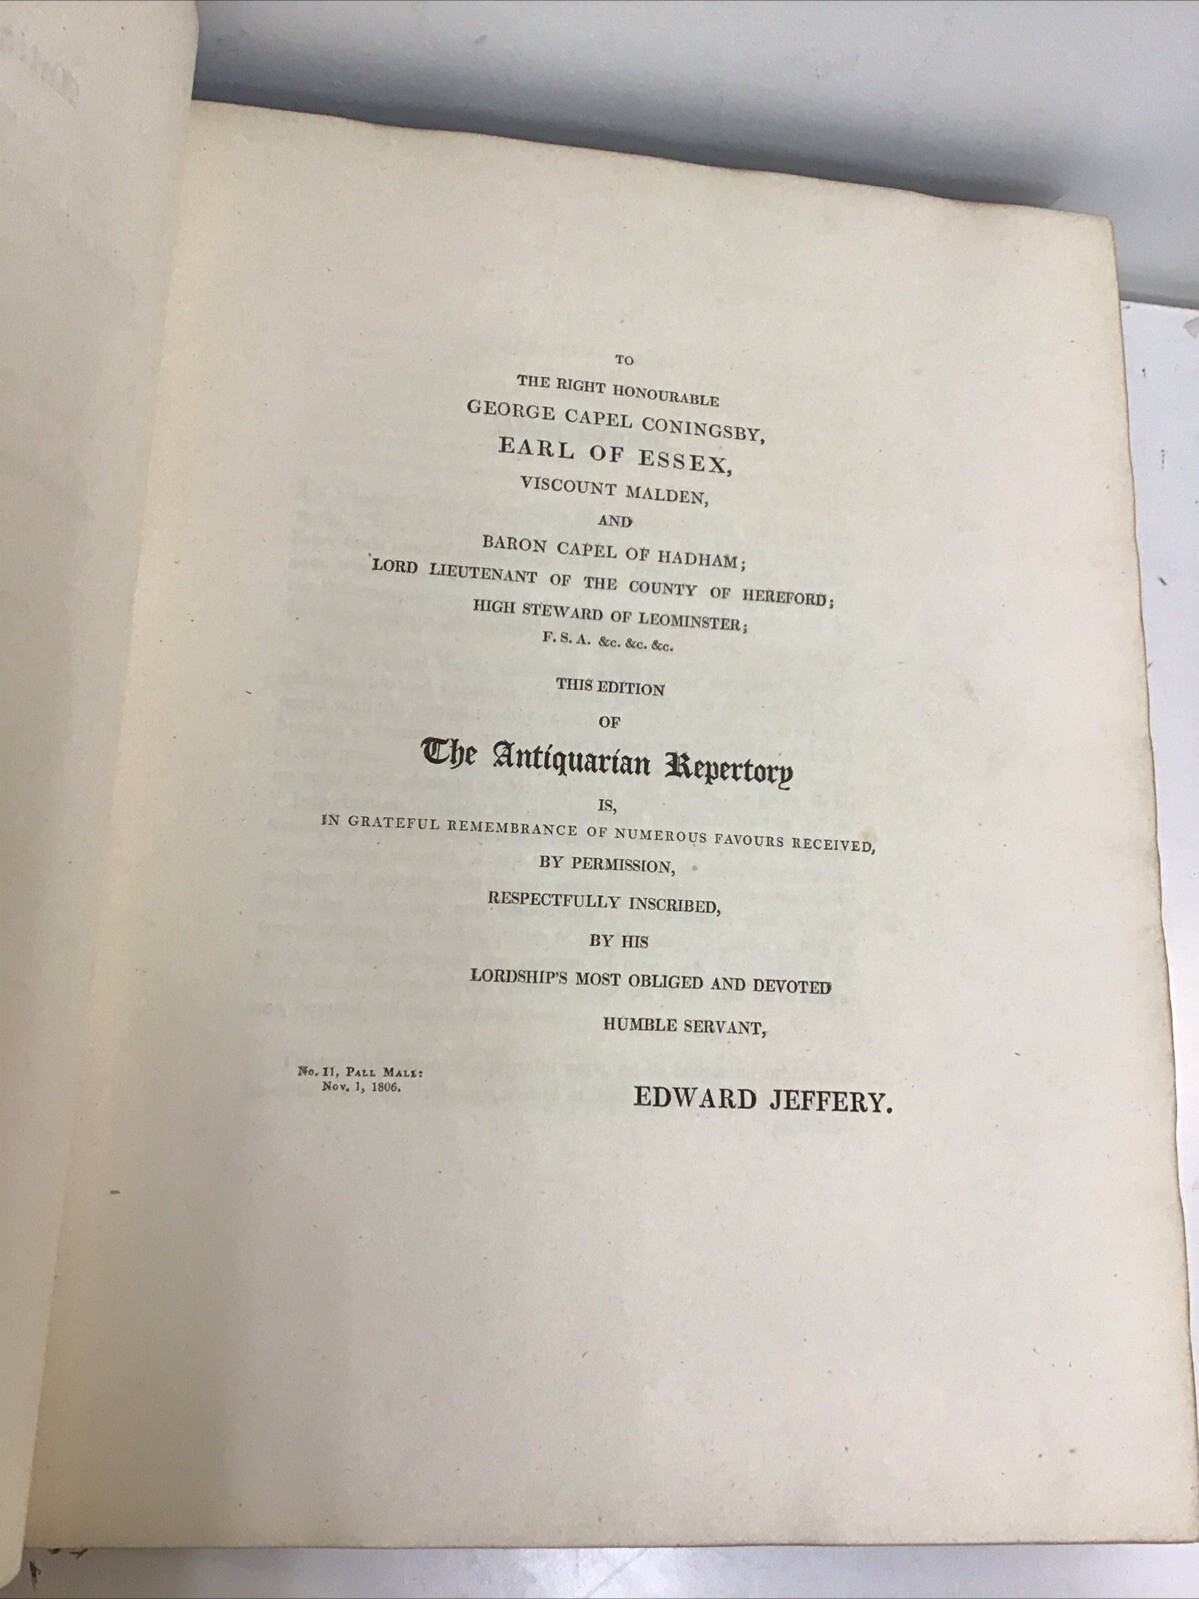 TO
THE RIGHT HONOURABLE
GEORGE CAPEL CONINGSBY,
EARL OF ESSEX,
VISCOUNT MALDEN,
AND
BARON CAPEL OF HADHAM;
LORD LIEUTENANT OF THE COUNTY OF HEREFORD;
HIGH STEWARD OF LEOMINSTER;
F. S. A. &c. &c. &c.
THIS EDITION
OF
The Antiquarian Repertory
IS,
IN GRATEFUL REMEMBRANCE OF NUMEROUS FAVOURS RECEIVED,
BY PERMISSION,
RESPECTFULLY INSCRIBED,
BY HIS
LORDSHIP'S MOST OBLIGED AND DEVOTED
HUMBLE SERVANT,
No. 11, PALL MALL:
Nov. 1, 1806.
EDWARD JEFFERY.